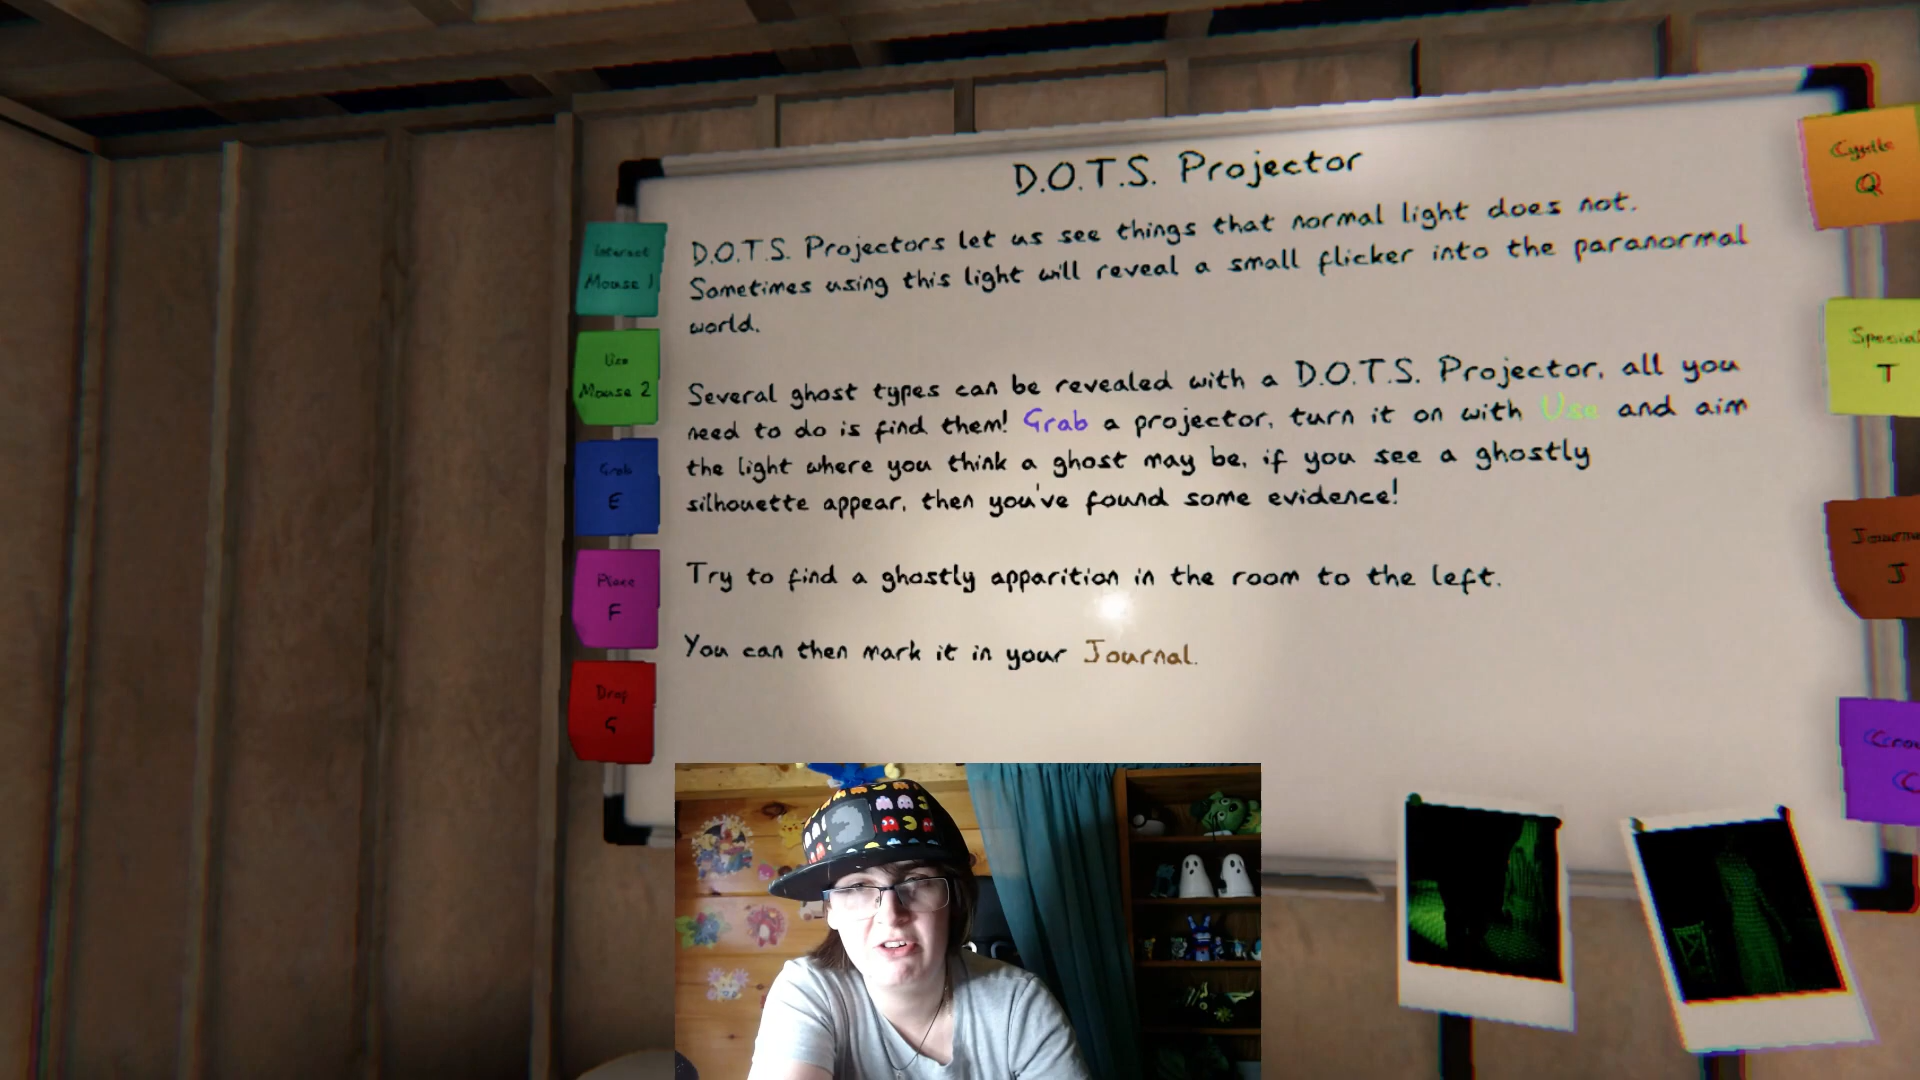 D.O.T.S. Projector
D.O.T.S. Projectors let us see things that normal light does not.
Sometimes using this light will reveal a small flicker into the paranormal
world.
Several ghost types can be revealed with a D.O.T.S. Projector, all you
need to do is find them! Grab a projector, turn it on with Use and aim
the light where you think a ghost may be, if you see a ghostly
silhouette appear, then you've found some evidence!
Try to find a ghostly apparition in the room to the left.
You can then mark it in your Journal.
Interact
Mouse 1
Use
Mouse 2
Grab
E
Place
F
Drop
G
Cycle
Q
Special
T
Journa
J
Crou
C